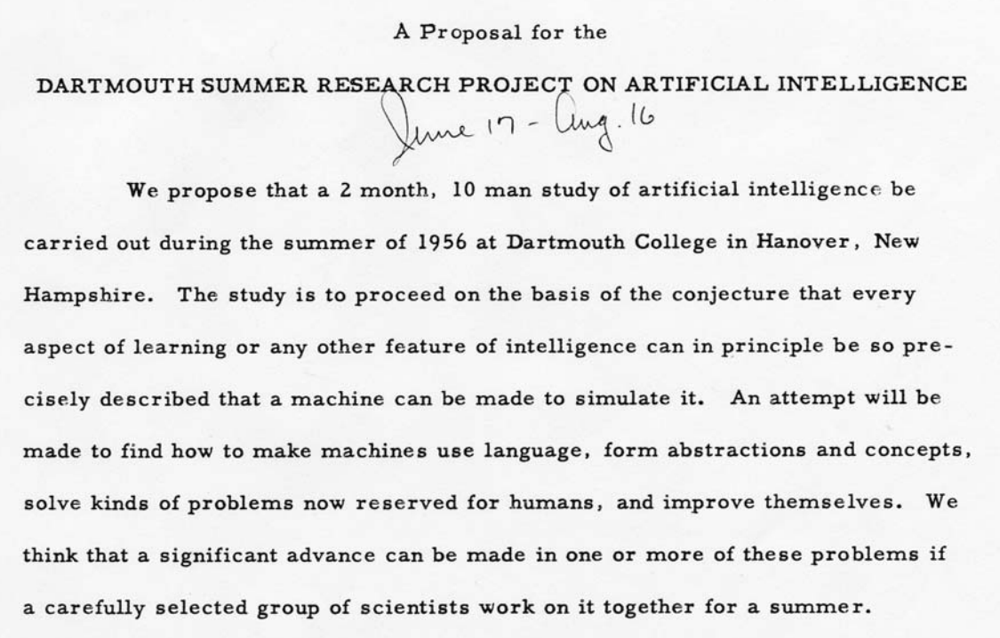 A Proposal for the
DARTMOUTH SUMMER RESEARCH PROJECT ON ARTIFICIAL INTELLIGENCE
June 17 - Aug. 16
We propose that a 2 month, 10 man study of artificial intelligence be
carried out during the summer of 1956 at Dartmouth College in Hanover, New
Hampshire. The study is to proceed on the basis of the conjecture that every
aspect of learning or any other feature of intelligence can in principle be so pre-
cisely described that a machine can be made to simulate it. An attempt will be
made to find how to make machines use language, form abstractions and concepts,
solve kinds of problems now reserved for humans, and improve themselves. We
think that a significant advance can be made in one or more of these problems if
a carefully selected group of scientists work on it together for a summer.